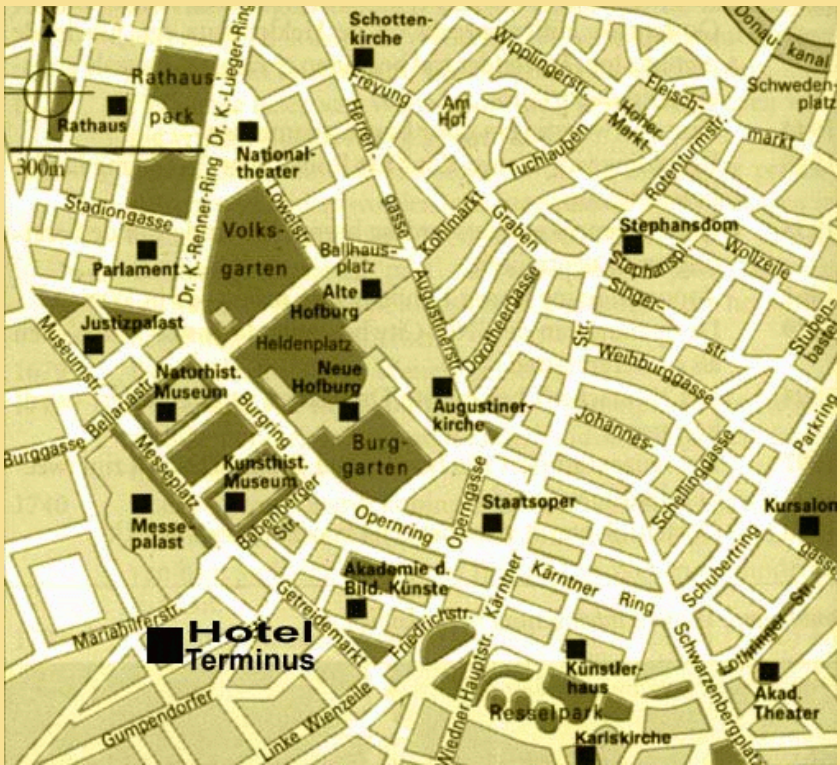 N
Schotten-
kirche
Wipplingerstr.
Donau-kanal
Schweden-
platz
Rathaus-
park
Rathaus
Dr. K.-Lueger-Ring
Freyung
Am
Hof
Fleisch-
markt
Hoher
Markt-
300m
National-
theater
Herren-
gasse
Tuchlauben
Rotenturmstr.
Stadiongasse
Löwelstr.
Volks-
garten
Kohlmarkt
Graben
Stephansdom
Stephanspl.
Wollzeile
Parlament
Dr. K.-Renner-Ring
Ballhaus-
platz
Alte
Hofburg
Augustinerstr.
Dorotheergasse
Singer-
str.
Str.
Stuben
bastei
Museumstr.
Justizpalast
Heldenplatz
Neue
Hofburg
Weihburggasse
Naturhist.
Museum
Bellariastr.
Burgring
Augustiner-
kirche
Johannes-
Parkring
Burggasse
Messeplatz
Burg-
garten
Kunsthist.
Museum
Babenberger
Str.
Operngasse
Staatsoper
Schellinggasse
Kursalon
Messe-
palast
Opernring
Akademie d.
Bild. Künste
Kärntner
Kärntner Ring
Schubertring
gasse
Getreidemarkt
Mariahilferstr.
Hotel
Terminus
Friedrichstr.
Künstler-
haus
Schwarzenbergplatz
Lothringer Str.
Akad.
Theater
Gumpendorfer
Linke Wienzeile
Wiedner Hauptstr.
Resselpark
Karlskirche